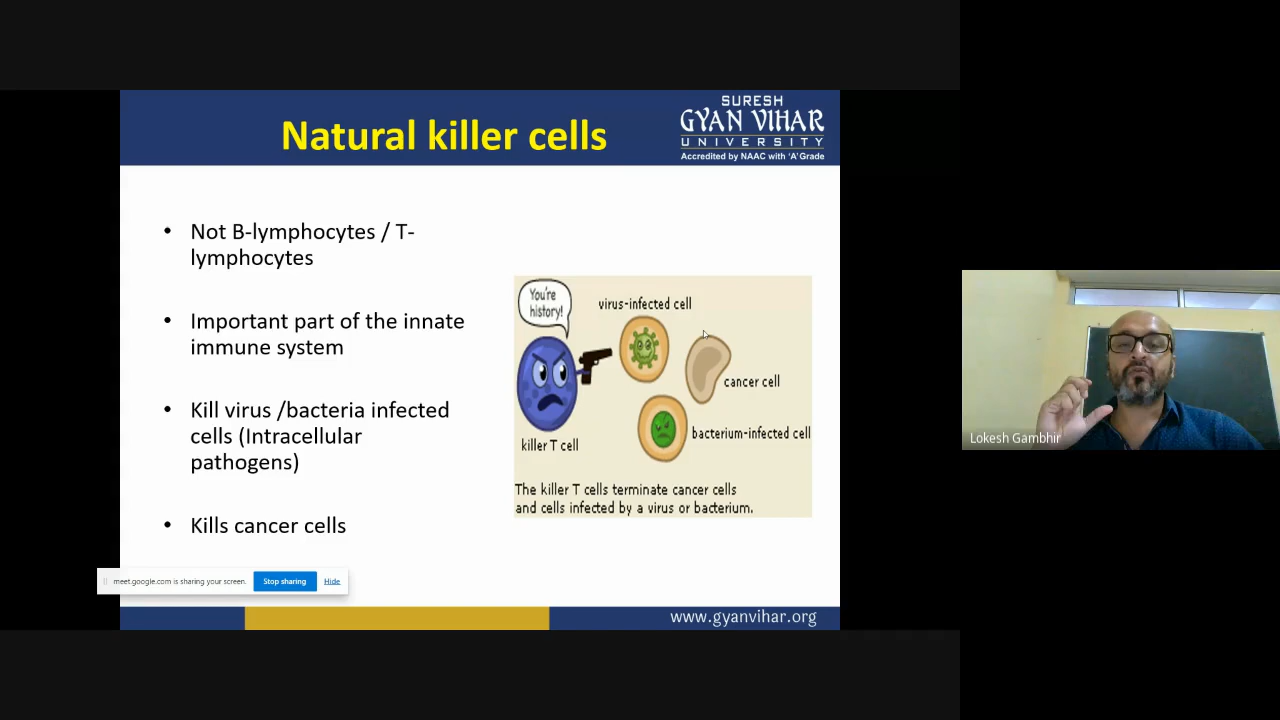 Natural killer cells
SURESH
GYAN VIHAR
UNIVERSITY
Accredited by NAAC with 'A' Grade
• Not B-lymphocytes / T-
lymphocytes
• Important part of the innate
immune system
• Kill virus /bacteria infected
cells (Intracellular
pathogens)
• Kills cancer cells
You're
history!
virus-infected cell
cancer cell
bacterium-infected cell
killer T cell
The killer T cells terminate cancer cells
and cells infected by a virus or bacterium.
meet.google.com is sharing your screen. Stop sharing Hide
www.gyanvihar.org
Lokesh Gambhir